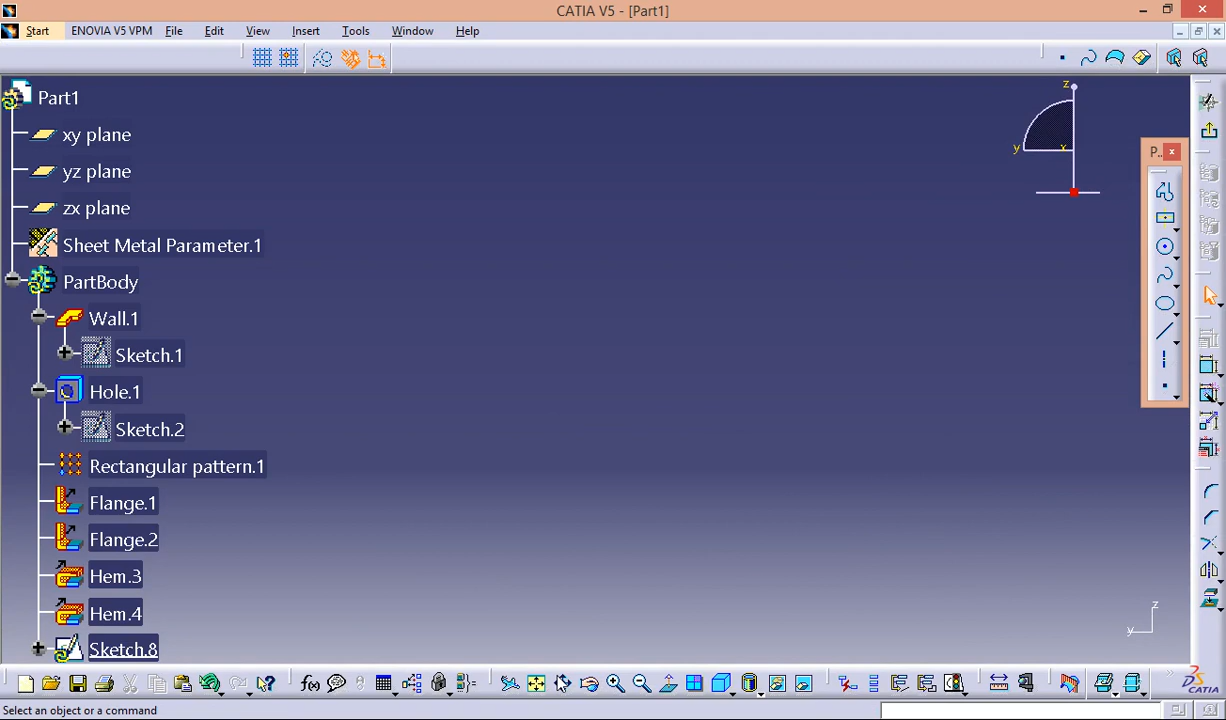 CATIA V5 - [Part1]
Start ENOVIA V5 VPM File Edit View Insert Tools Window Help
Part1
xy plane
yz plane
zx plane
Sheet Metal Parameter.1
PartBody
Wall.1
Sketch.1
Hole.1
Sketch.2
Rectangular pattern.1
Flange.1
Flange.2
Hem.3
Hem.4
Sketch.8
z
y x
P..
z
y
f(x)
CATIA
Select an object or a command